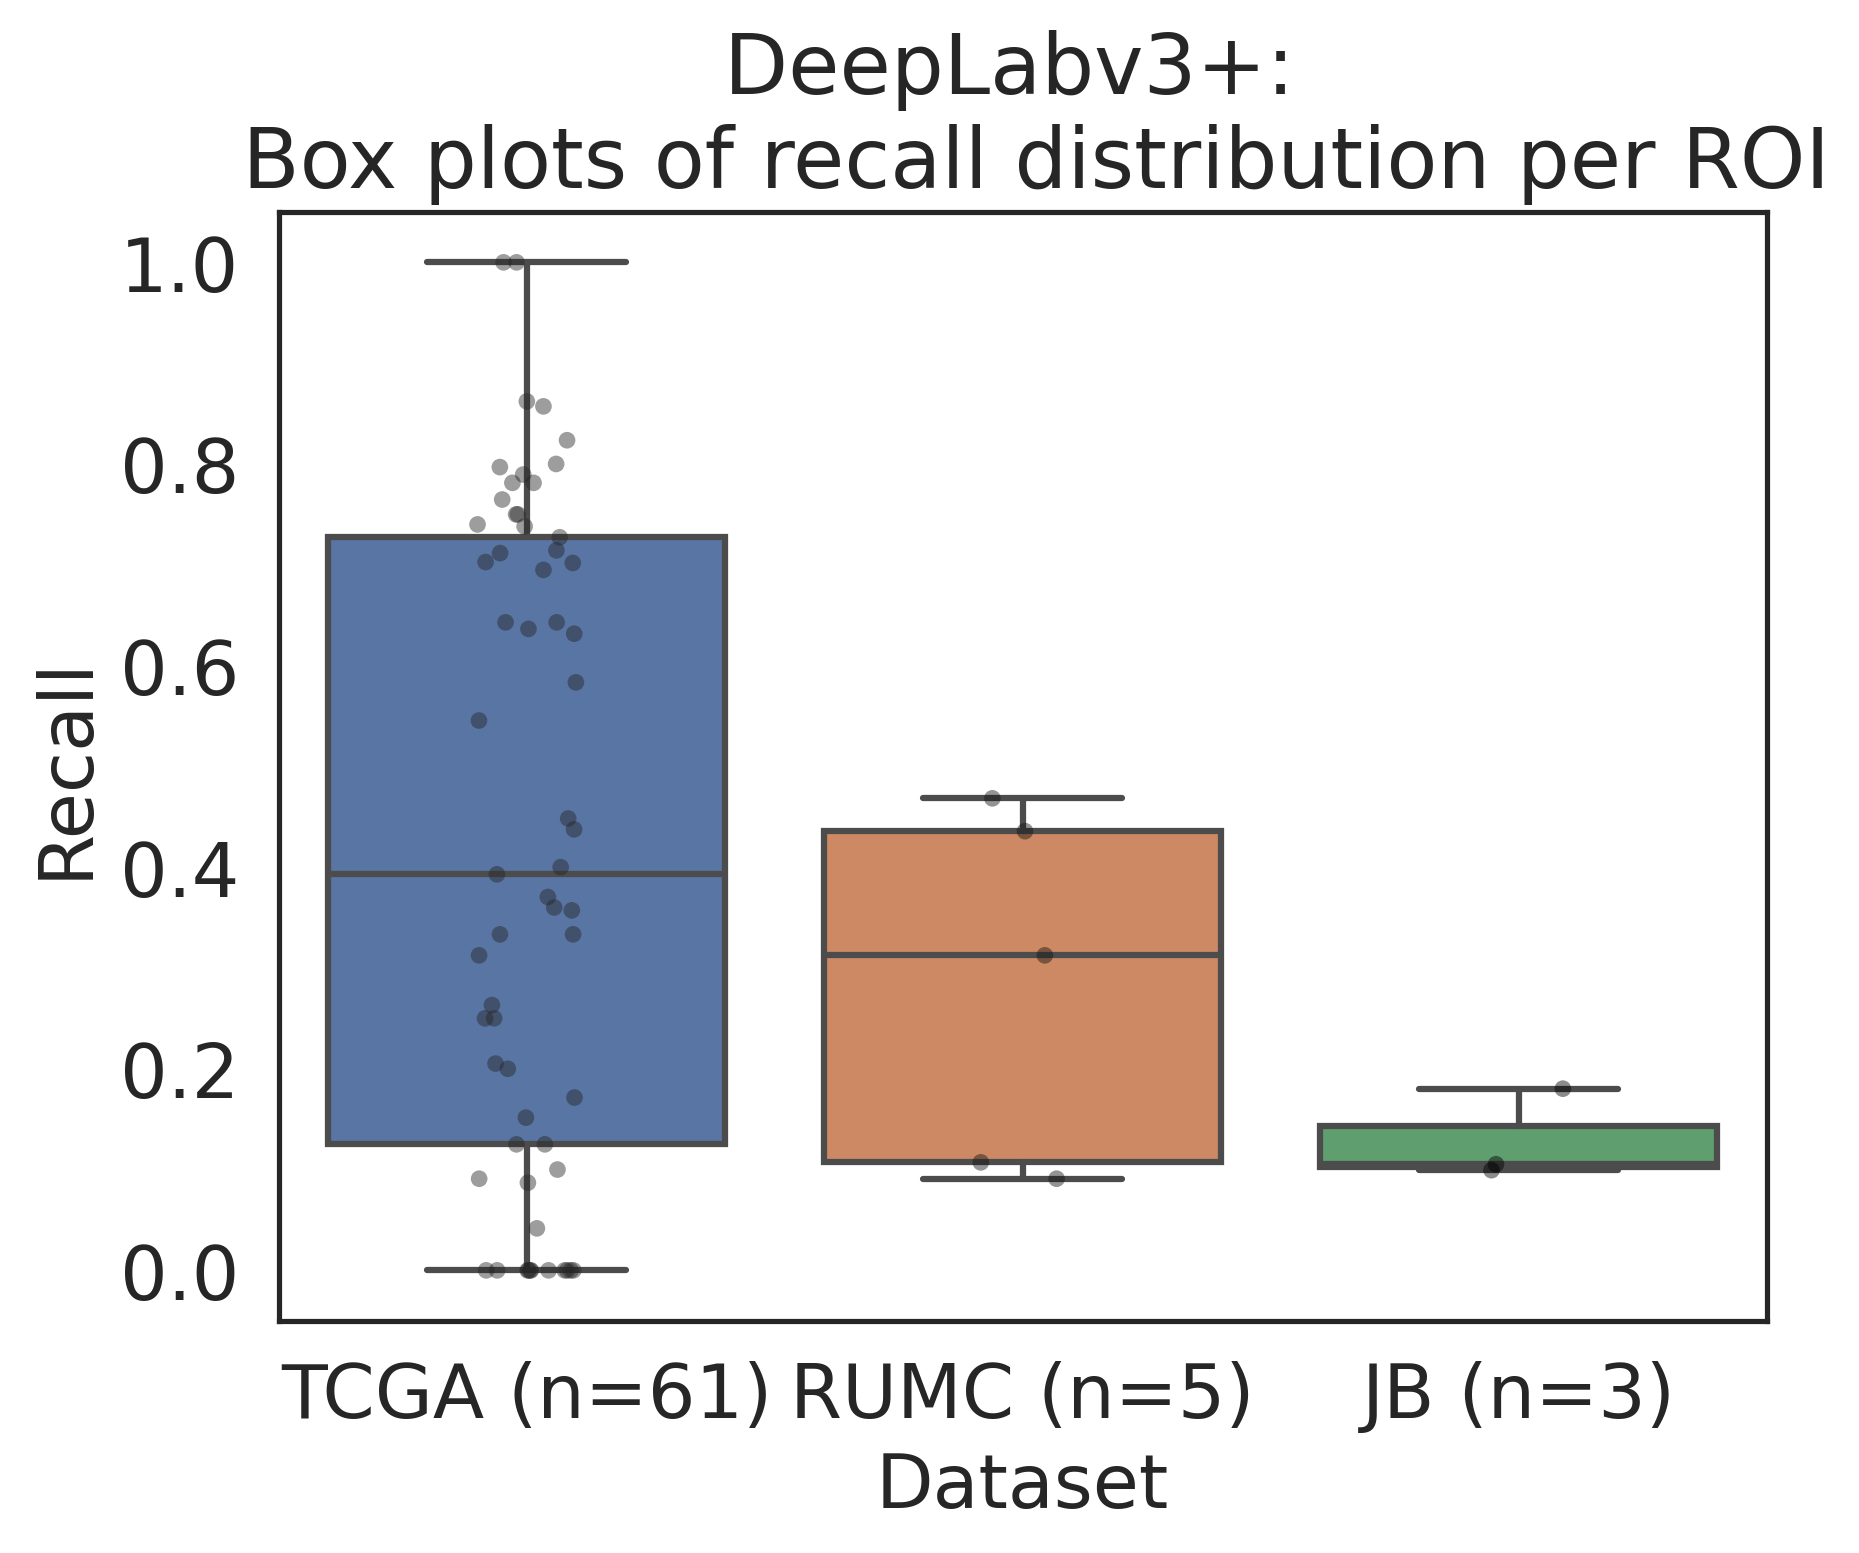 DeepLabv3+:
Box plots of recall distribution per ROI
1.0
0.8
0.6
0.4
0.2
0.0
Recall
TCGA (n=61) RUMC (n=5) JB (n=3)
Dataset